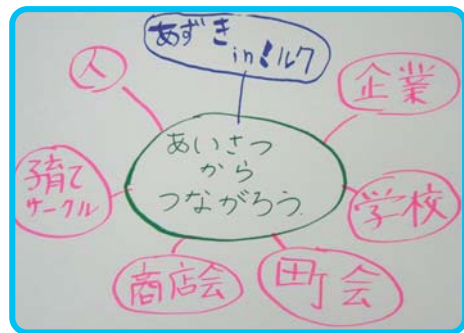 あずき
inミルク
人
企業
あいさつ
から
つながろう
子育て
サークル
学校
商店会
町会